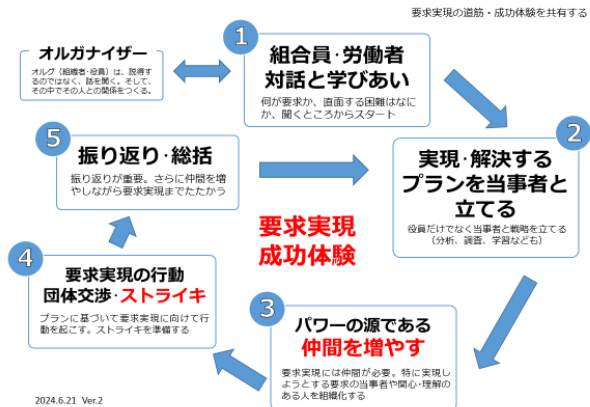 要求実現の道筋・成功体験を共有する
オルガナイザー
オルグ（組織者・役員）は、説得す
るのではなく、話を聞く。そして、
その中でその人との関係をつくる。
1
組合員・労働者
対話と学びあい
何が要求か、直面する困難はなに
か、聞くところからスタート
2
実現・解決する
プランを当事者と
立てる
役員だけでなく当事者と戦略を立てる
（分析、調査、学習なども）
5
振り返り・総括
振り返りが重要。さらに仲間を増
やしながら要求実現までたたかう
要求実現
成功体験
4
要求実現の行動
団体交渉・ストライキ
プランに基づいて要求実現に向けて行
動を起こす。ストライキを準備する
3
パワーの源である
仲間を増やす
要求実現には仲間が必要。特に実現し
ようとする要求の当事者や関心・理解の
ある人を組織化する
2024.6.21 Ver.2